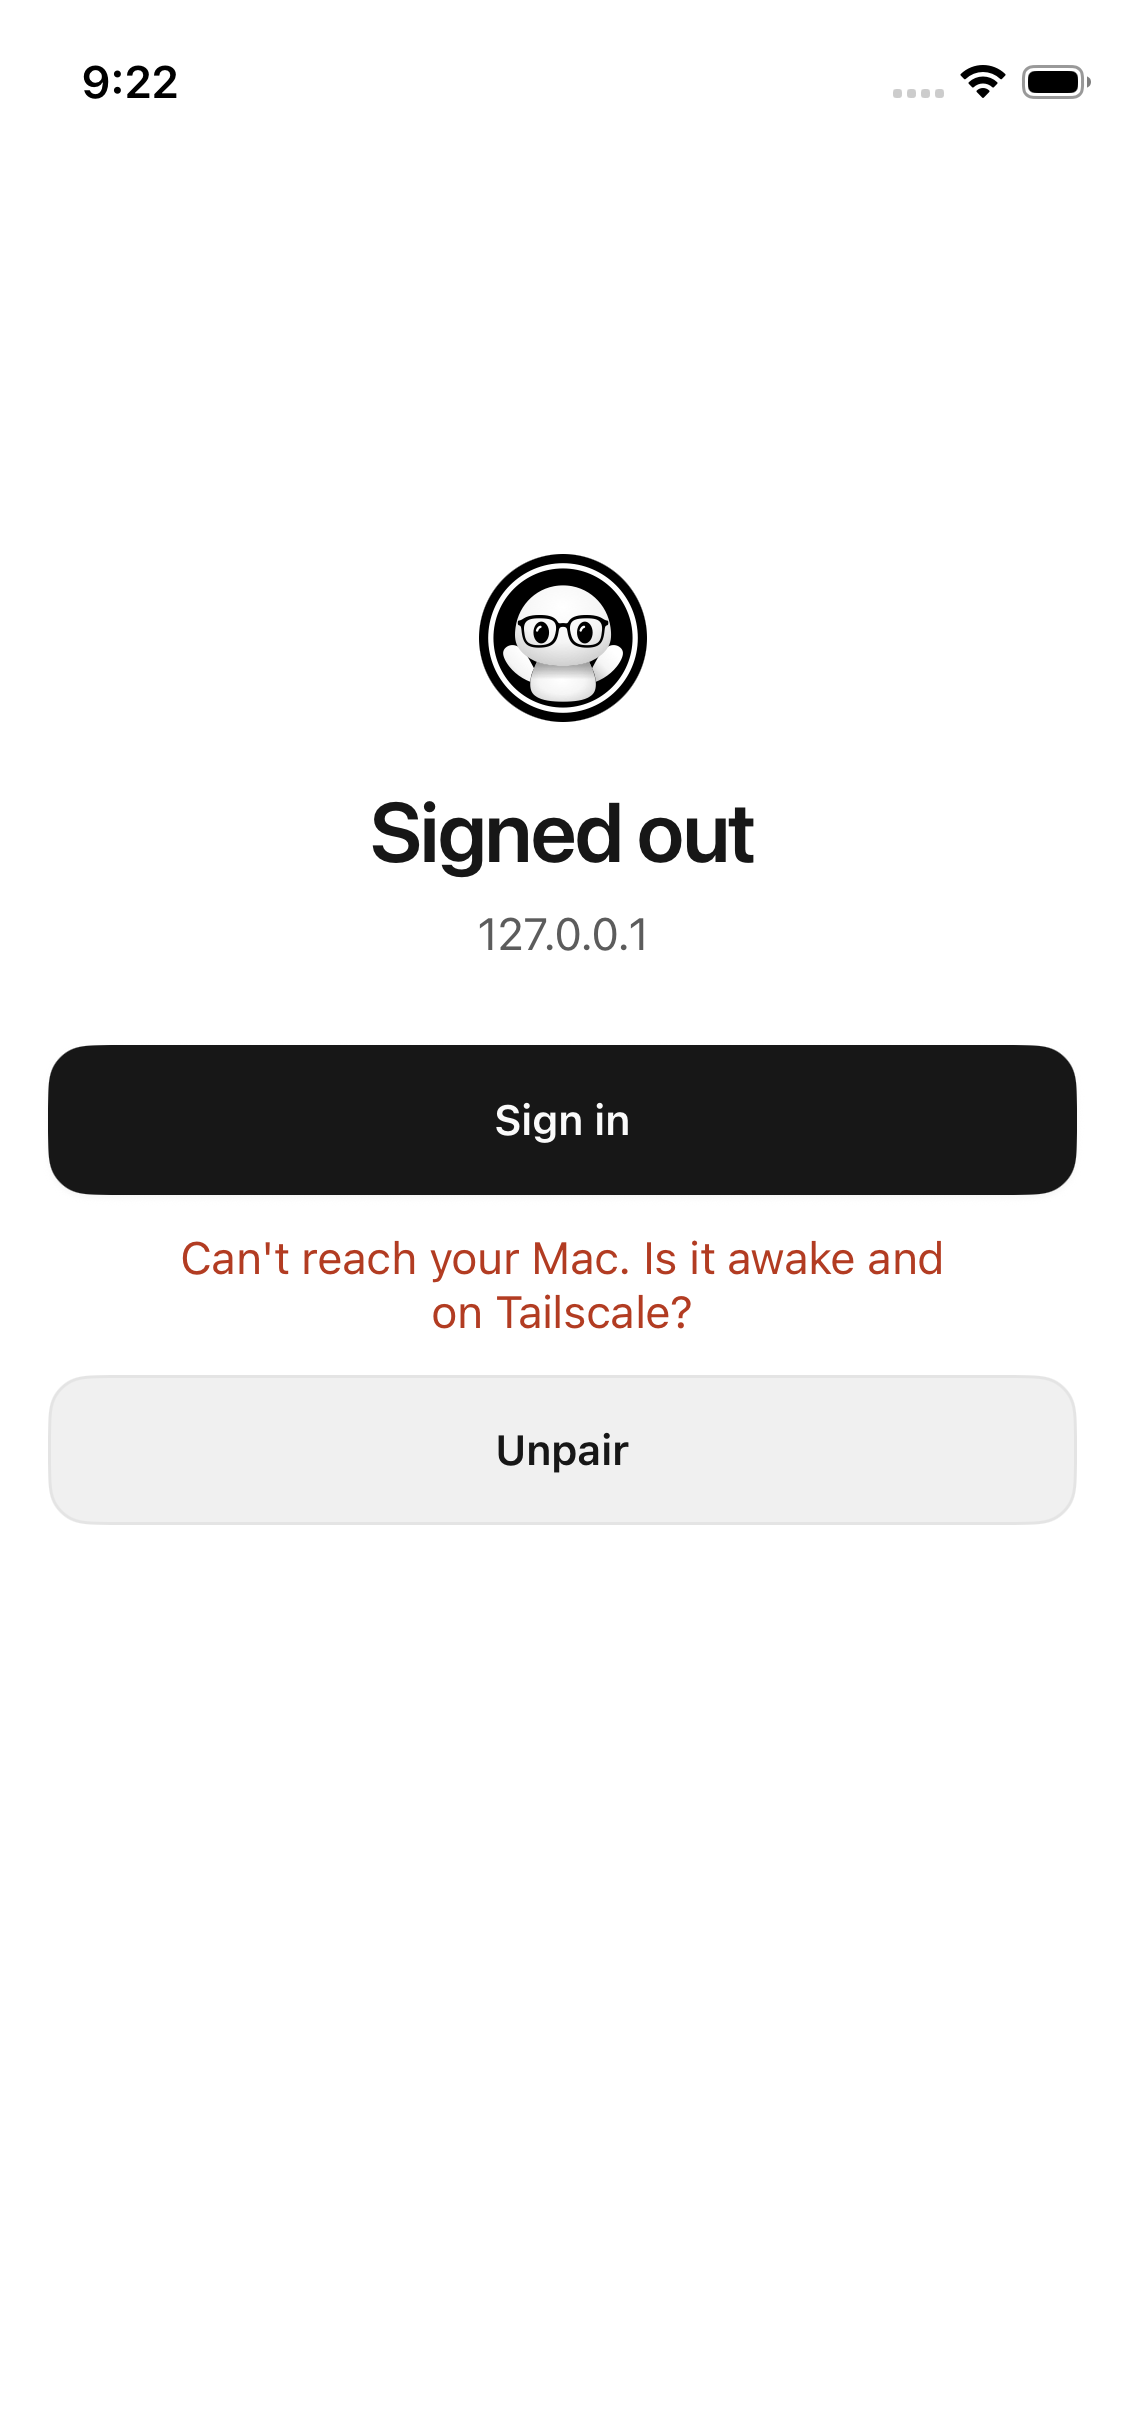 9:22
Signed out
127.0.0.1
Sign in
Can't reach your Mac. Is it awake and
on Tailscale?
Unpair